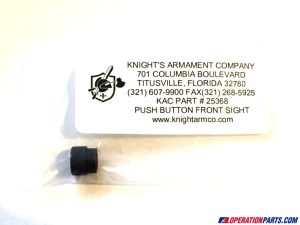 KNIGHT'S ARMAMENT COMPANY
701 COLUMBIA BOULEVARD
TITUSVILLE, FLORIDA 32780
(321) 607-9900 FAX(321) 268-5925
KAC PART # 25368
PUSH BUTTON FRONT SIGHT
www.knightarmco.com
OPERATIONPARTS.COM